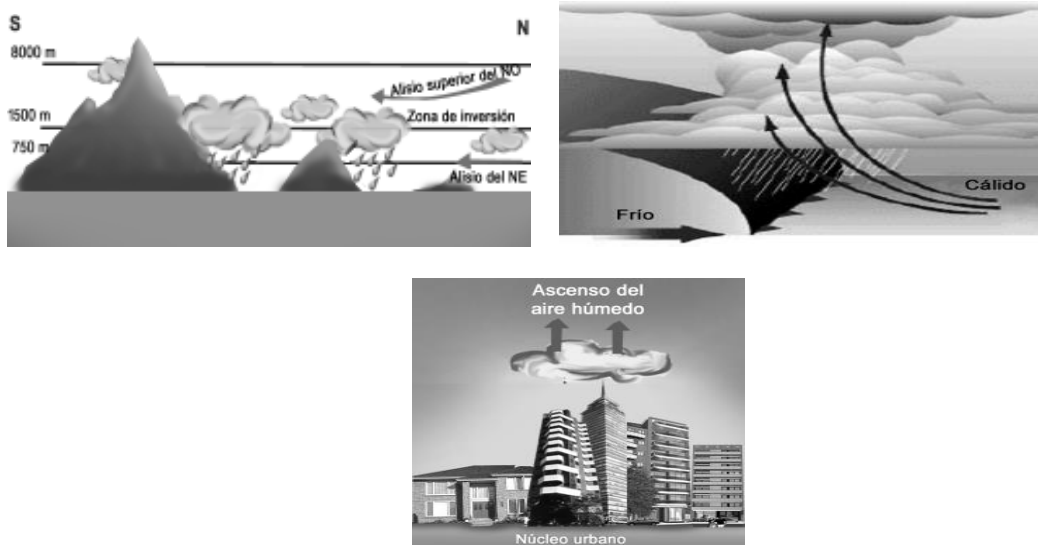 S
N
8000 m
Alisio superior del NO
1500 m
Zona de inversión
750 m
Alisio del NE
Cálido
Frío
Ascenso del
aire húmedo
Núcleo urbano